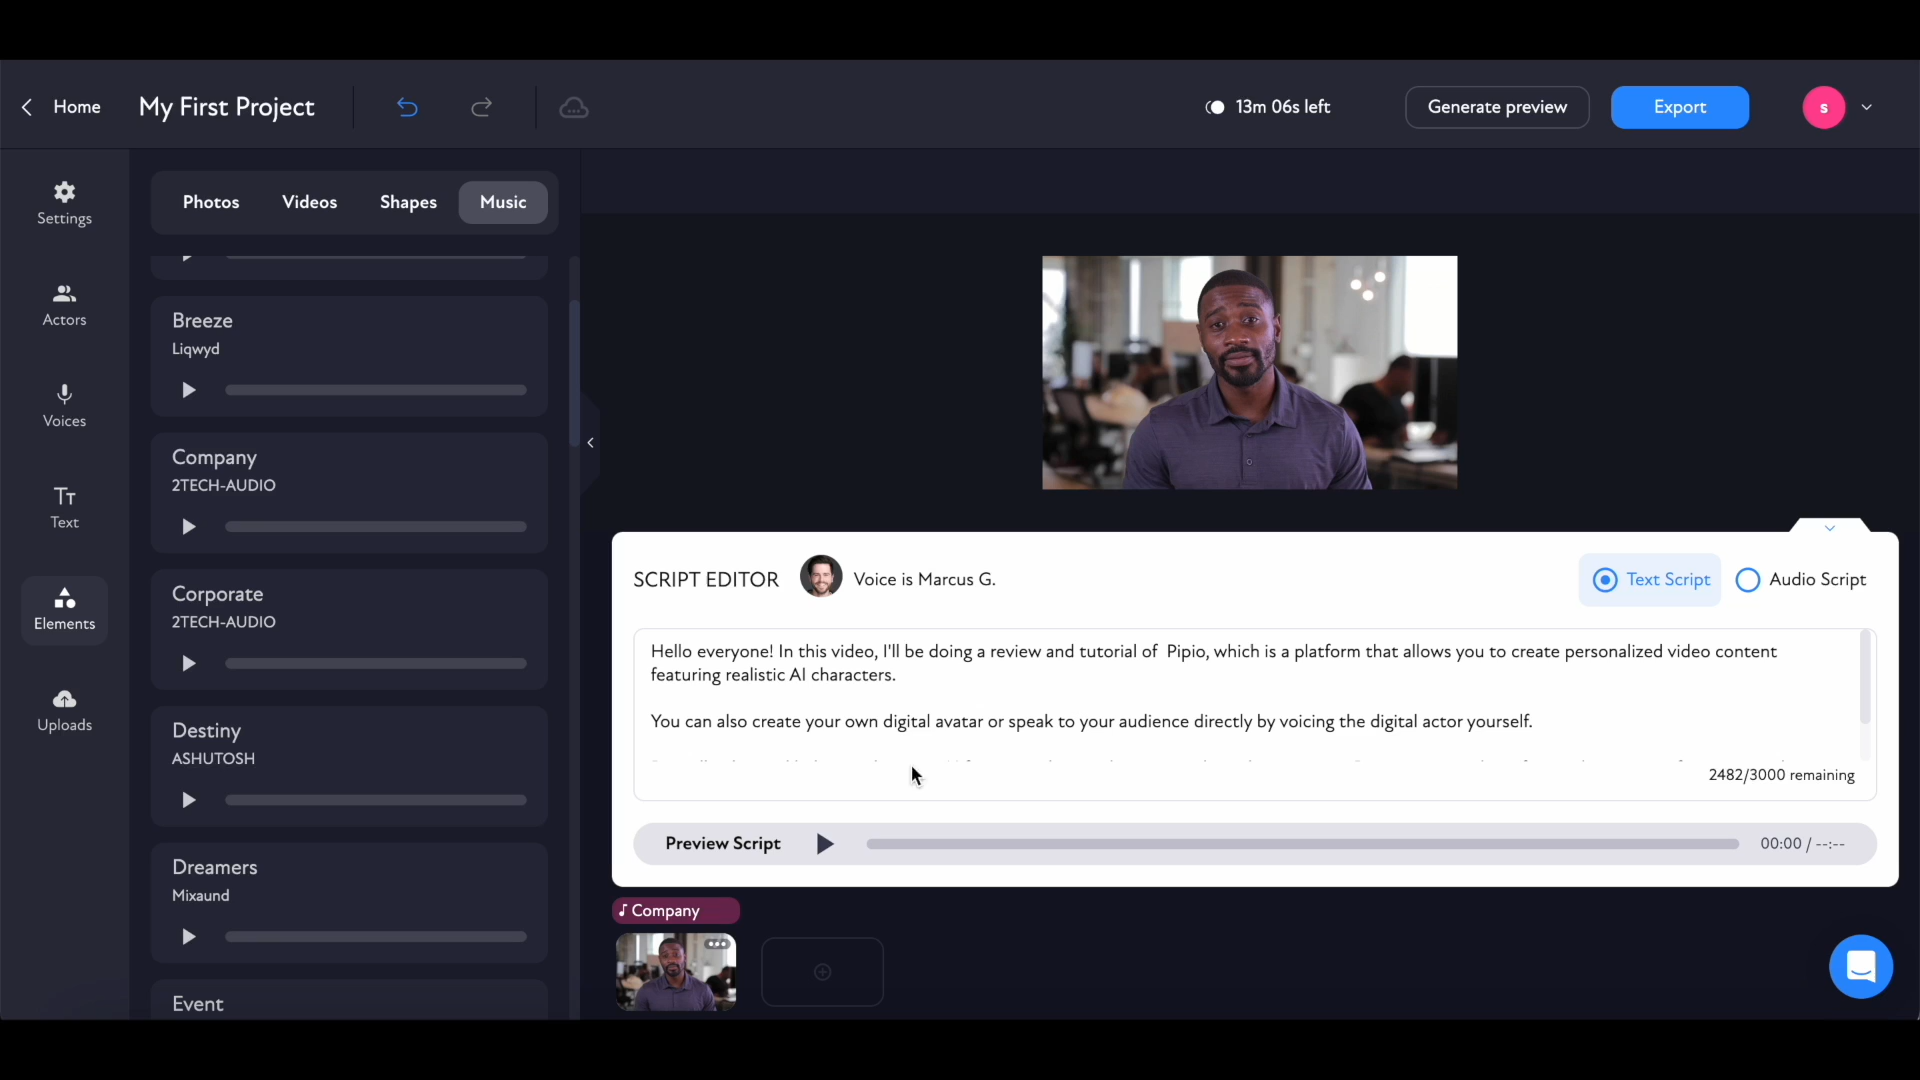 Home
My First Project
13m 06s left
Generate preview
Export
s
Settings
Actors
Voices
Text
Elements
Uploads
Photos
Videos
Shapes
Music
Breeze
Liqwyd
Company
2TECH-AUDIO
Corporate
2TECH-AUDIO
Destiny
ASHUTOSH
Dreamers
Mixaund
Event
SCRIPT EDITOR
Voice is Marcus G.
Text Script
Audio Script
Hello everyone! In this video, I'll be doing a review and tutorial of  Pipio, which is a platform that allows you to create personalized video content
featuring realistic AI characters.
You can also create your own digital avatar or speak to your audience directly by voicing the digital actor yourself.
2482/3000 remaining
Preview Script
00:00 / --:--
Company